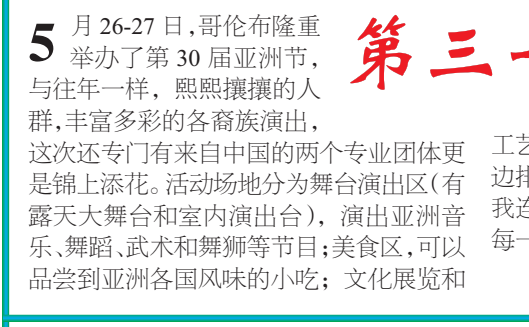 第三
5月26-27日,哥伦布隆重
举办了第30届亚洲节,
与往年一样，熙熙攘攘的人
群,丰富多彩的各裔族演出,
这次还专门有来自中国的两个专业团体更
是锦上添花。活动场地分为舞台演出区(有
露天大舞台和室内演出台)，演出亚洲音
乐、舞蹈、武术和舞狮等节目;美食区,可以
品尝到亚洲各国风味的小吃；文化展览和
工艺
边排
我连
每一